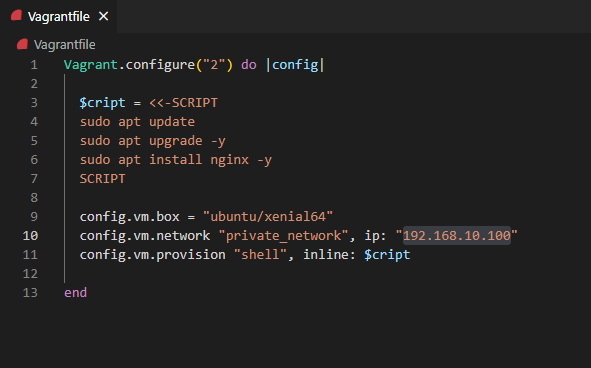 Vagrantfile ×
Vagrantfile
1 Vagrant.configure("2") do |config|
2
3 $cript = <<-SCRIPT
4 sudo apt update
5 sudo apt upgrade -y
6 sudo apt install nginx -y
7 SCRIPT
8
9 config.vm.box = "ubuntu/xenial64"
10 config.vm.network "private_network", ip: "192.168.10.100"
11 config.vm.provision "shell", inline: $cript
12
13 end